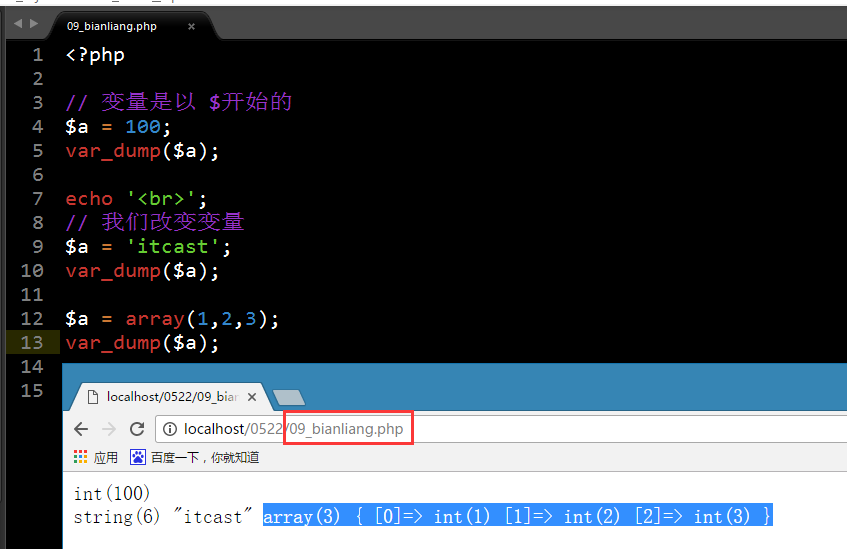 09_bianliang.php ×
1 <?php
2
3 // 变量是以 $开始的
4 $a = 100;
5 var_dump($a);
6
7 echo '<br>';
8 // 我们改变变量
9 $a = 'itcast';
10 var_dump($a);
11
12 $a = array(1,2,3);
13 var_dump($a);
14
15
localhost/0522/09_bian ×
localhost/0522/09_bianliang.php
应用 百度一下，你就知道
int(100)
string(6) "itcast" array(3) { [0]=> int(1) [1]=> int(2) [2]=> int(3) }